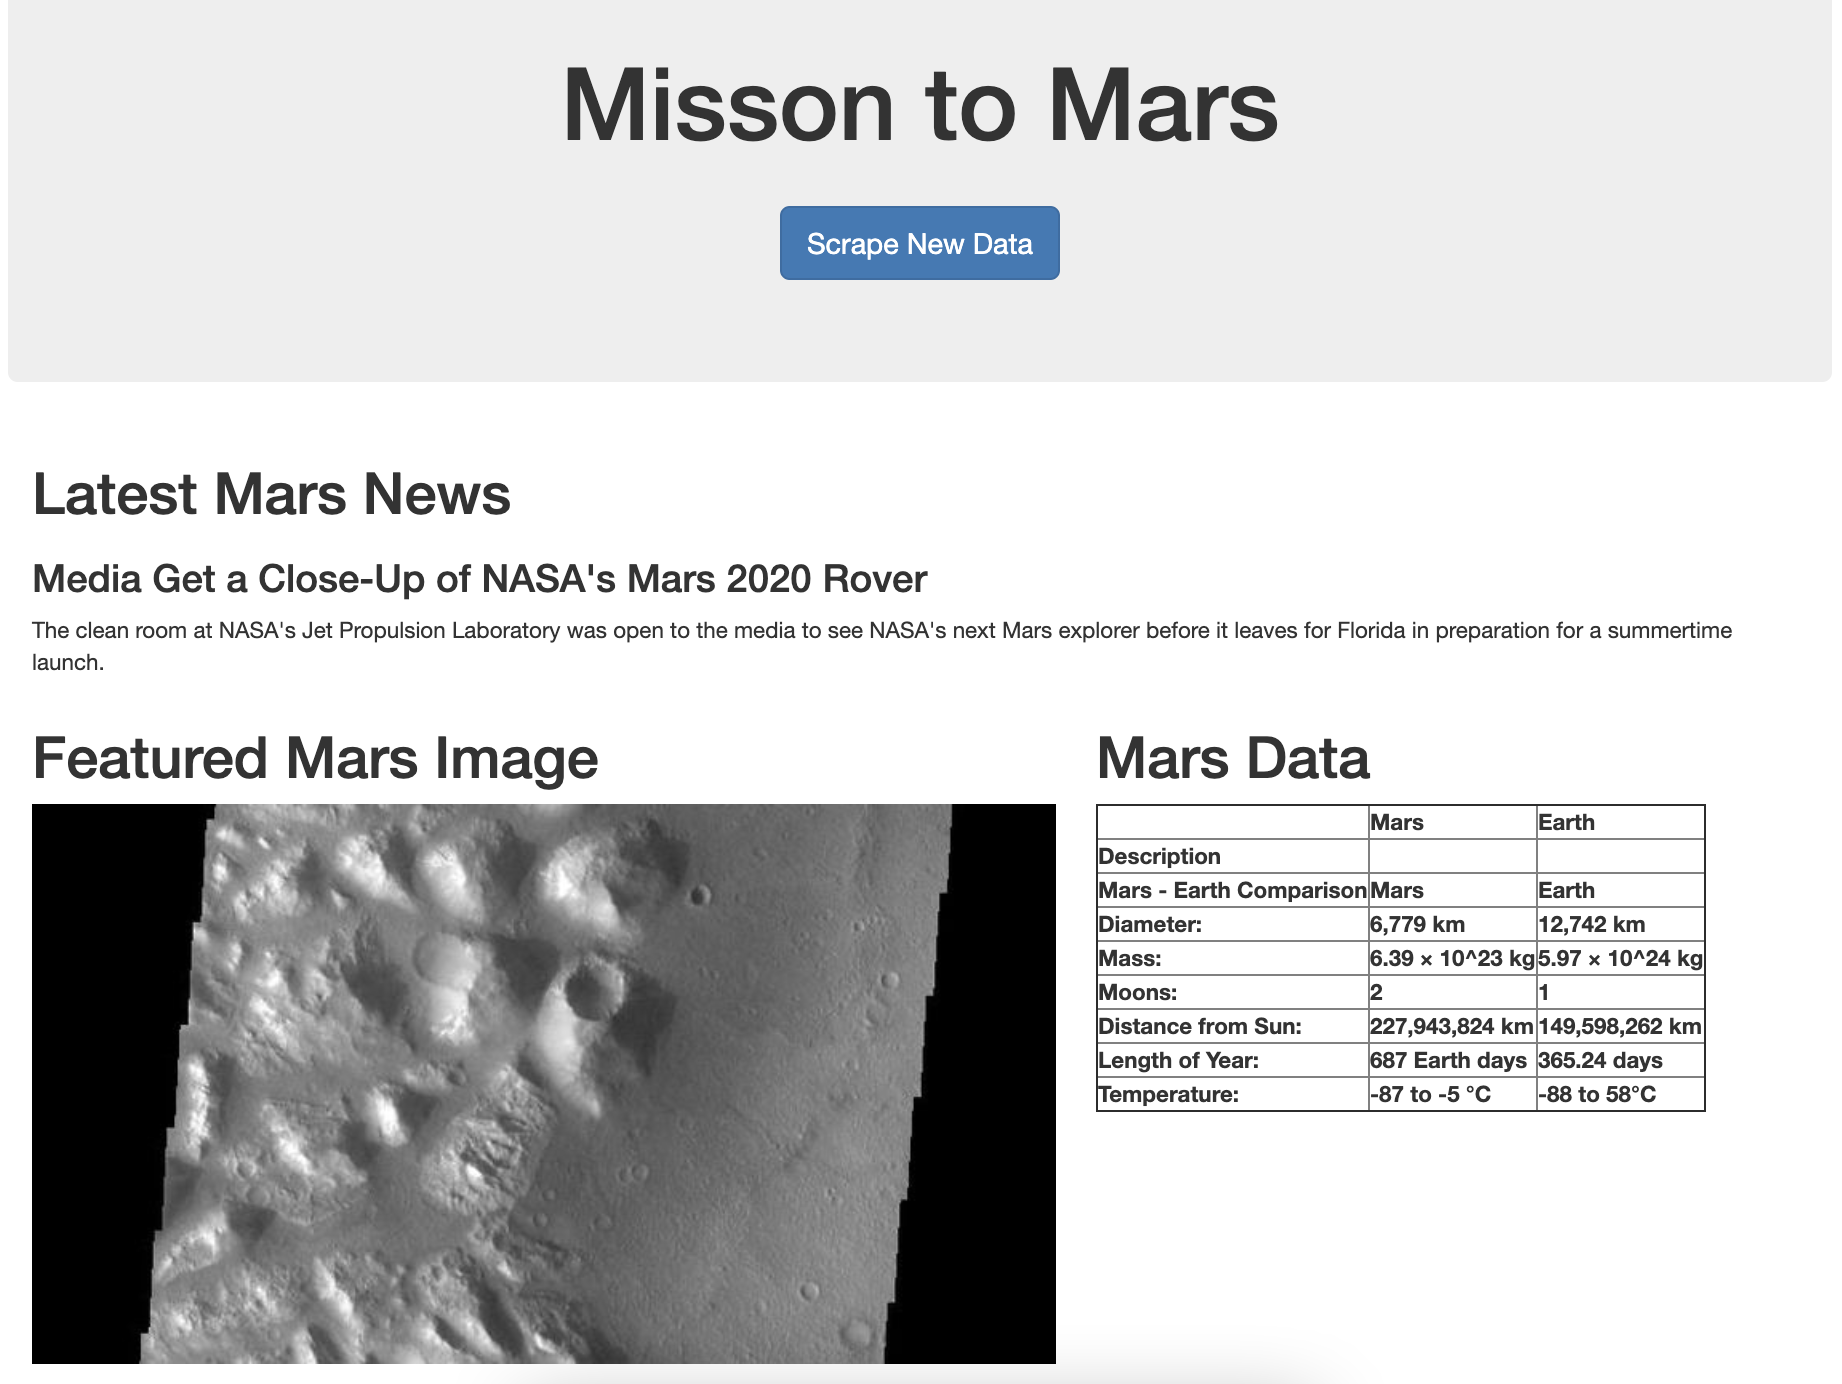 Misson to Mars
Scrape New Data
Latest Mars News
Media Get a Close-Up of NASA's Mars 2020 Rover
The clean room at NASA's Jet Propulsion Laboratory was open to the media to see NASA's next Mars explorer before it leaves for Florida in preparation for a summertime
launch.
Featured Mars Image
Mars Data
Mars Earth
Description
Mars - Earth Comparison Mars Earth
Diameter: 6,779 km 12,742 km
Mass: 6.39 × 10^23 kg 5.97 × 10^24 kg
Moons: 2 1
Distance from Sun: 227,943,824 km 149,598,262 km
Length of Year: 687 Earth days 365.24 days
Temperature: -87 to -5 °C -88 to 58°C